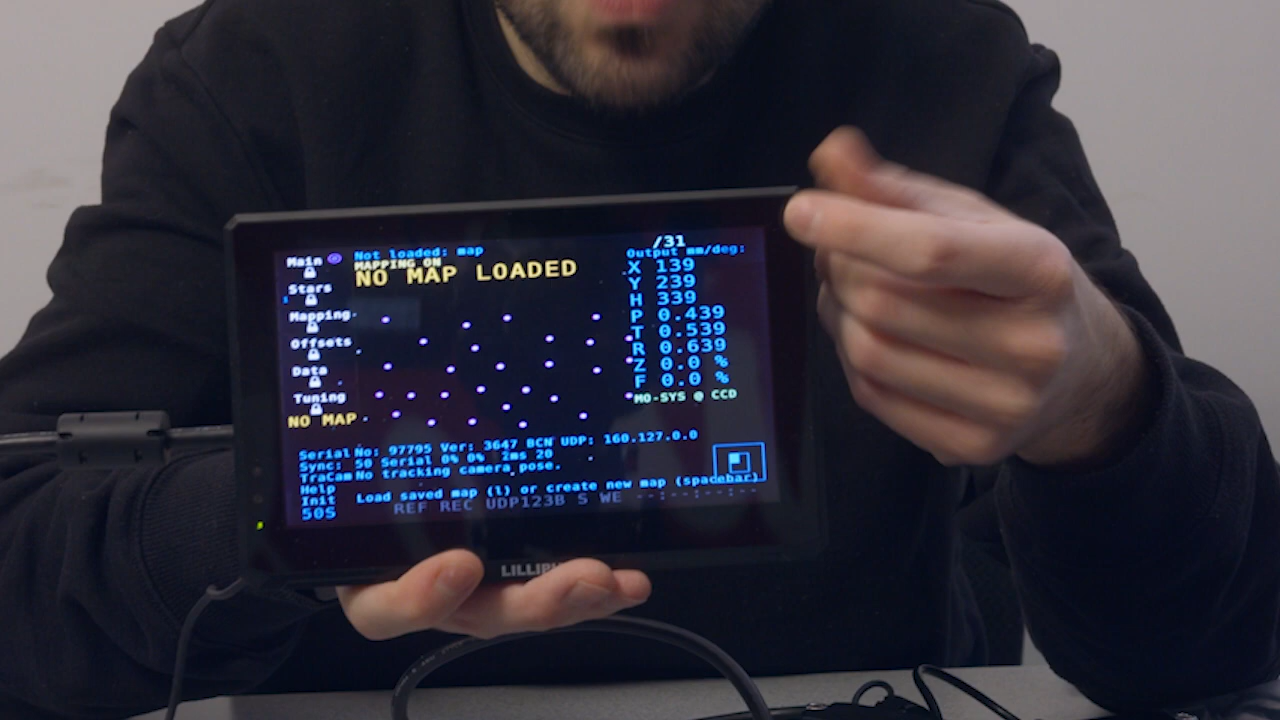 Not loaded: map
MAPPING ON
NO MAP LOADED
Main
Stars
Mapping
Offsets
Data
Tuning
NO MAP
/31
Output mm/deg:
X 139
Y 239
H 339
P 0.439
T 0.539
R 0.639
Z 0.0 %
F 0.0 %
MO-SYS @ CCD
Serial No: 97795 Ver: 3647 BCN UDP: 160.127.0.0
Sync: 50 Serial 0% 0% 2ms 20
TraCam No tracking camera pose.
Help
Init Load saved map (l) or create new map (spacebar)
50S REF REC UDP123B S WE --:--:--:--